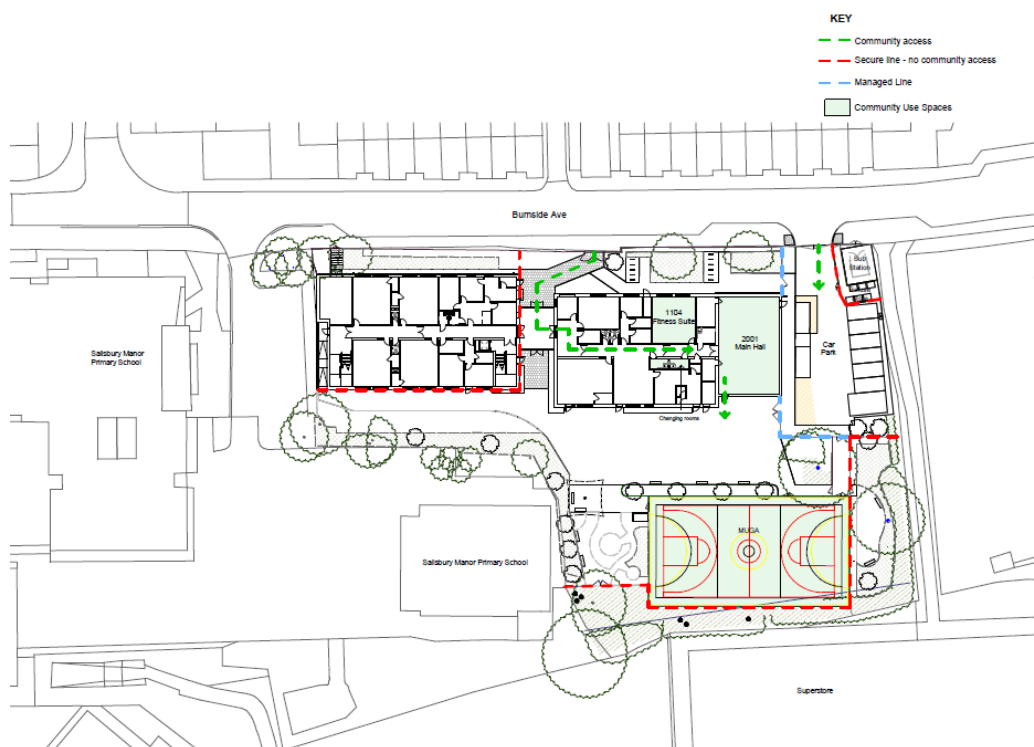 KEY
Community access
Secure line - no community access
Managed Line
Community Use Spaces
Burnside Ave
Sub
Station
1104
Fitness Suite
2001
Main Hall
Car
Park
Salisbury Manor
Primary School
Changing rooms
MUGA
Salisbury Manor Primary School
Superstore